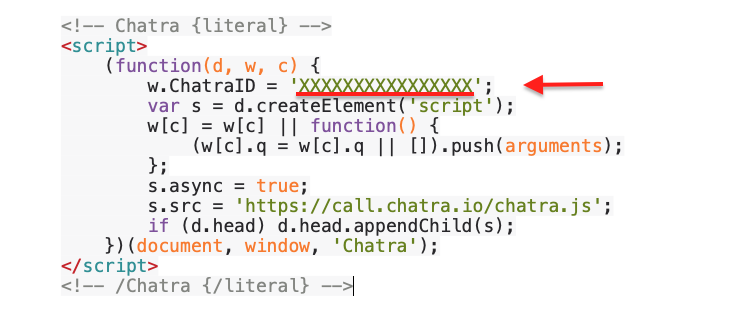 <!-- Chatra {literal} -->
<script>
    (function(d, w, c) {
        w.ChatraID = 'XXXXXXXXXXXXXXXX';
        var s = d.createElement('script');
        w[c] = w[c] || function() {
            (w[c].q = w[c].q || []).push(arguments);
        };
        s.async = true;
        s.src = 'https://call.chatra.io/chatra.js';
        if (d.head) d.head.appendChild(s);
    })(document, window, 'Chatra');
</script>
<!-- /Chatra {/literal} -->